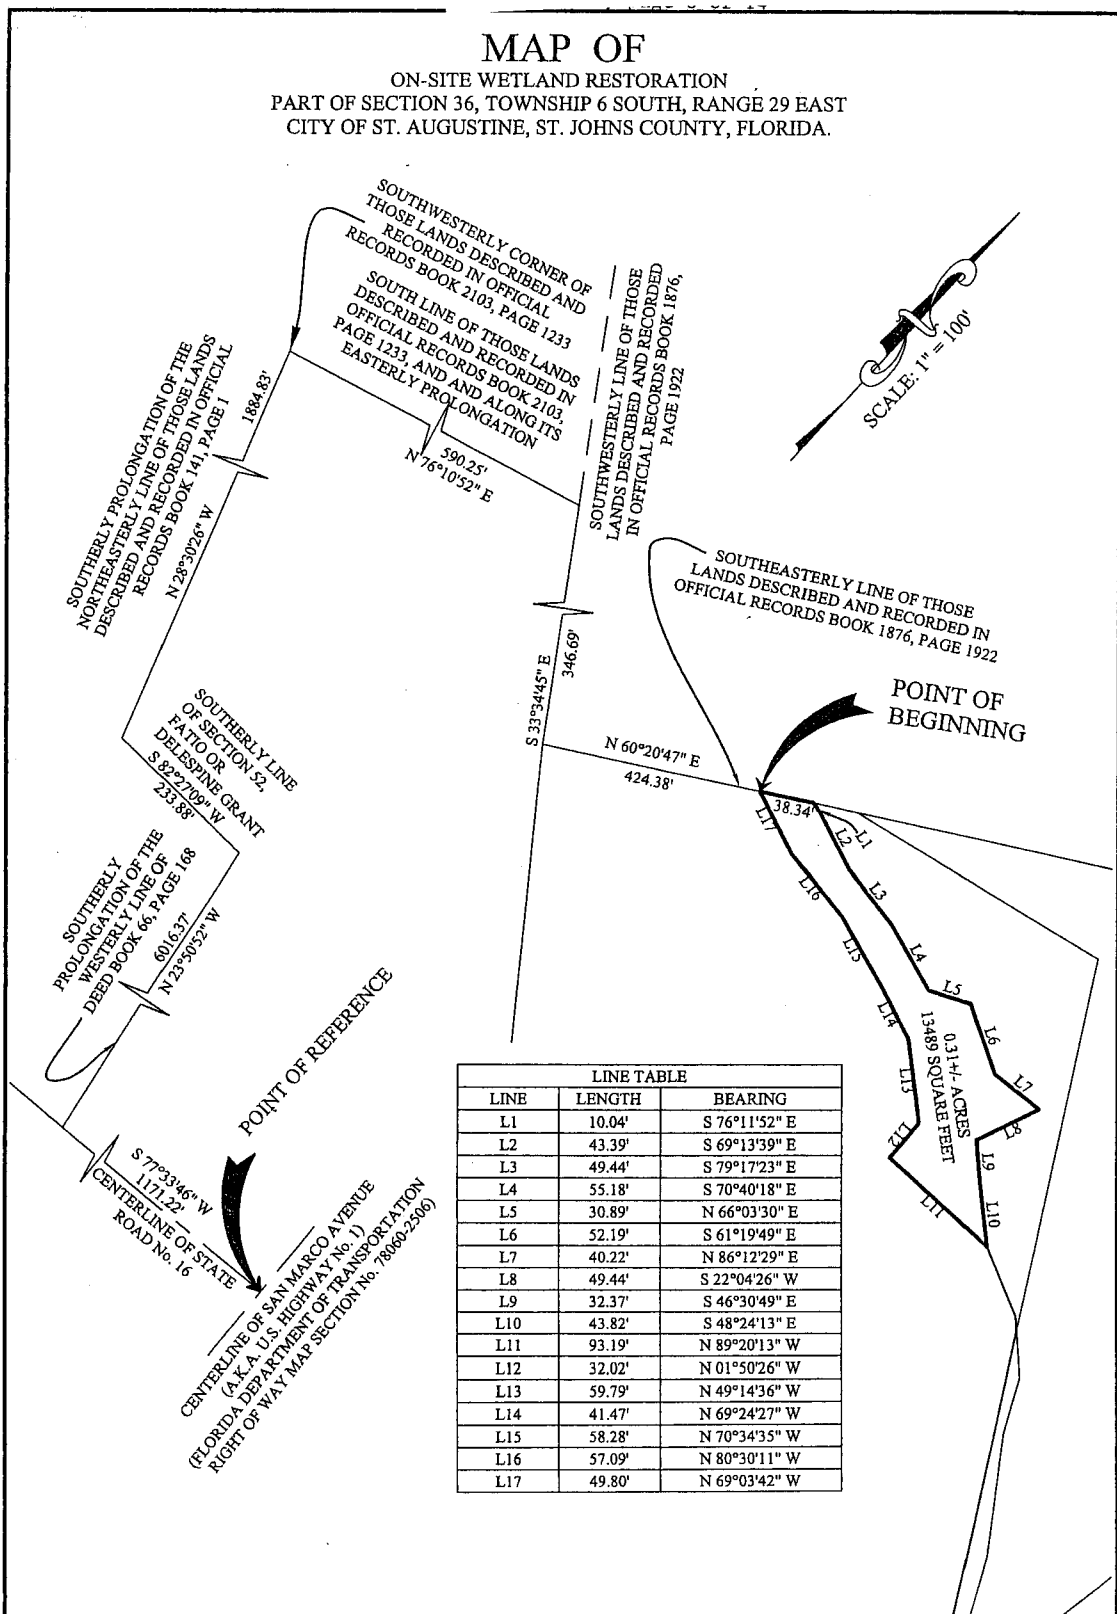 MAP OF
ON-SITE WETLAND RESTORATION
PART OF SECTION 36, TOWNSHIP 6 SOUTH, RANGE 29 EAST
CITY OF ST. AUGUSTINE, ST. JOHNS COUNTY, FLORIDA.
SOUTHWESTERLY CORNER OF
THOSE LANDS DESCRIBED AND
RECORDED IN OFFICIAL
RECORDS BOOK 2103, PAGE 1233
SOUTH LINE OF THOSE LANDS
DESCRIBED AND RECORDED IN
OFFICIAL RECORDS BOOK 2103,
PAGE 1233, AND AND ALONG ITS
EASTERLY PROLONGATION
590.25'
N 76°10'52" E
SOUTHWESTERLY LINE OF THOSE
LANDS DESCRIBED AND RECORDED
IN OFFICIAL RECORDS BOOK 1876,
PAGE 1922
SCALE: 1" = 100'
SOUTHERLY PROLONGATION OF THE
NORTHEASTERLY LINE OF THOSE LANDS
DESCRIBED AND RECORDED IN OFFICIAL
RECORDS BOOK 141, PAGE 1
1884.83'
N 28°30'26" W
SOUTHEASTERLY LINE OF THOSE
LANDS DESCRIBED AND RECORDED IN
OFFICIAL RECORDS BOOK 1876, PAGE 1922
S 33°34'45" E
346.69'
POINT OF
BEGINNING
N 60°20'47" E
424.38'
38.34'
SOUTHERLY LINE
OF SECTION 52,
FATIO OR
DELESPINE GRANT
S 82°27'09" W
233.88'
SOUTHERLY
PROLONGATION OF THE
WESTERLY LINE OF
DEED BOOK 66, PAGE 168
6016.37'
N 23°50'52" W
POINT OF REFERENCE
S 77°33'46" W
1171.22'
CENTERLINE OF STATE
ROAD No. 16
CENTERLINE OF SAN MARCO AVENUE
(A.K.A. U.S. HIGHWAY No. 1)
(FLORIDA DEPARTMENT OF TRANSPORTATION
RIGHT OF WAY MAP SECTION No. 78060-2506)
L1
L2
L3
L4
L5
L6
L7
L8
L9
L10
L11
L12
L13
L14
L15
L16
L17
0.31+/- ACRES
13489 SQUARE FEET
LINE TABLE
LINE LENGTH BEARING
L1 10.04' S 76°11'52" E
L2 43.39' S 69°13'39" E
L3 49.44' S 79°17'23" E
L4 55.18' S 70°40'18" E
L5 30.89' N 66°03'30" E
L6 52.19' S 61°19'49" E
L7 40.22' N 86°12'29" E
L8 49.44' S 22°04'26" W
L9 32.37' S 46°30'49" E
L10 43.82' S 48°24'13" E
L11 93.19' N 89°20'13" W
L12 32.02' N 01°50'26" W
L13 59.79' N 49°14'36" W
L14 41.47' N 69°24'27" W
L15 58.28' N 70°34'35" W
L16 57.09' N 80°30'11" W
L17 49.80' N 69°03'42" W